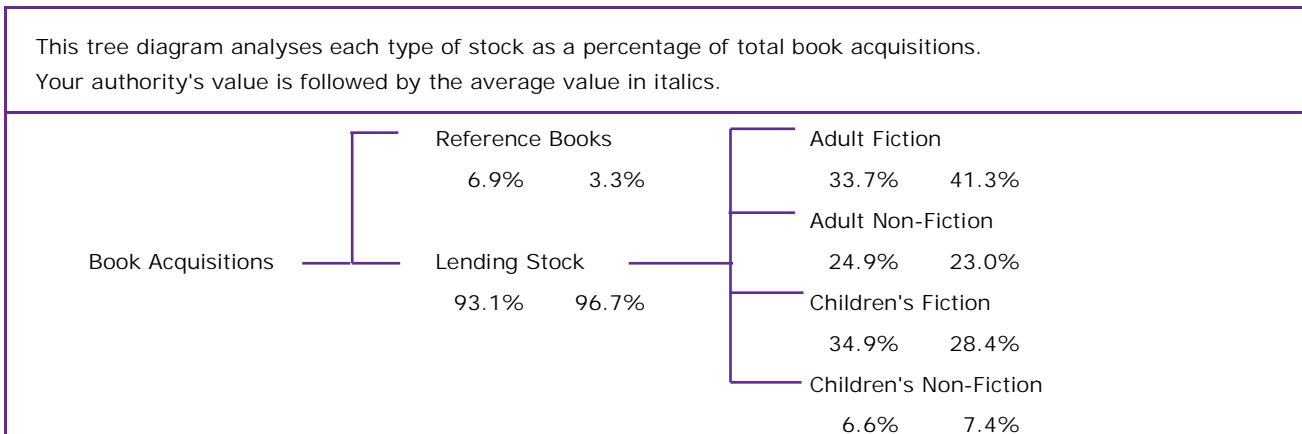 This tree diagram analyses each type of stock as a percentage of total book acquisitions.
Your authority's value is followed by the average value in italics.
Reference Books
6.9% 3.3%
Book Acquisitions
Lending Stock
93.1% 96.7%
Adult Fiction
33.7% 41.3%
Adult Non-Fiction
24.9% 23.0%
Children's Fiction
34.9% 28.4%
Children's Non-Fiction
6.6% 7.4%